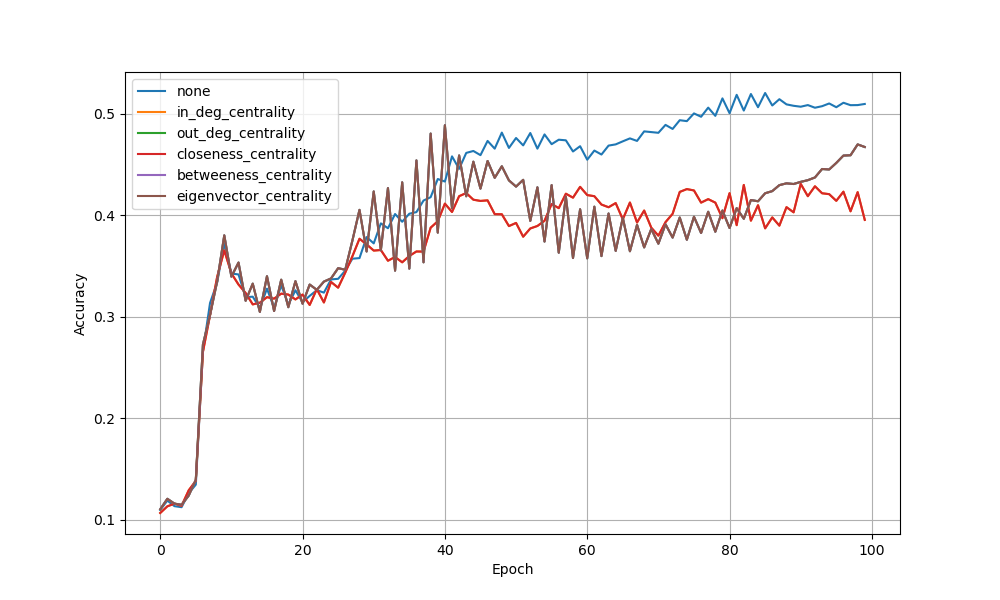 none
in_deg_centrality
out_deg_centrality
closeness_centrality
betweeness_centrality
eigenvector_centrality
0.5
0.4
0.3
0.2
0.1
Accuracy
0 20 40 60 80 100
Epoch